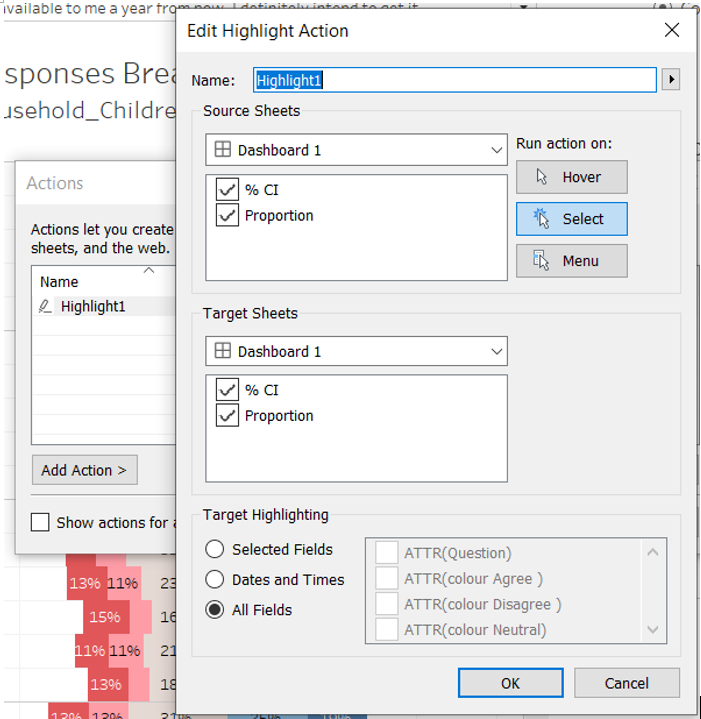 available to me a year from now, I definitely intend to get it
Edit Highlight Action
Name: Highlight1
sponses Brea
usehold_Childre
Source Sheets
Dashboard 1
% CI
Proportion
Run action on:
Hover
Select
Menu
Actions
Actions let you create
sheets, and the web.
Name
Highlight1
Add Action >
Show actions for a
Target Sheets
Dashboard 1
% CI
Proportion
Target Highlighting
Selected Fields
Dates and Times
All Fields
ATTR(Question)
ATTR(colour Agree )
ATTR(colour Disagree )
ATTR(colour Neutral)
OK Cancel
13% 11% 23
15% 16
11% 11% 21
13% 18
13% 13% 31% 25%